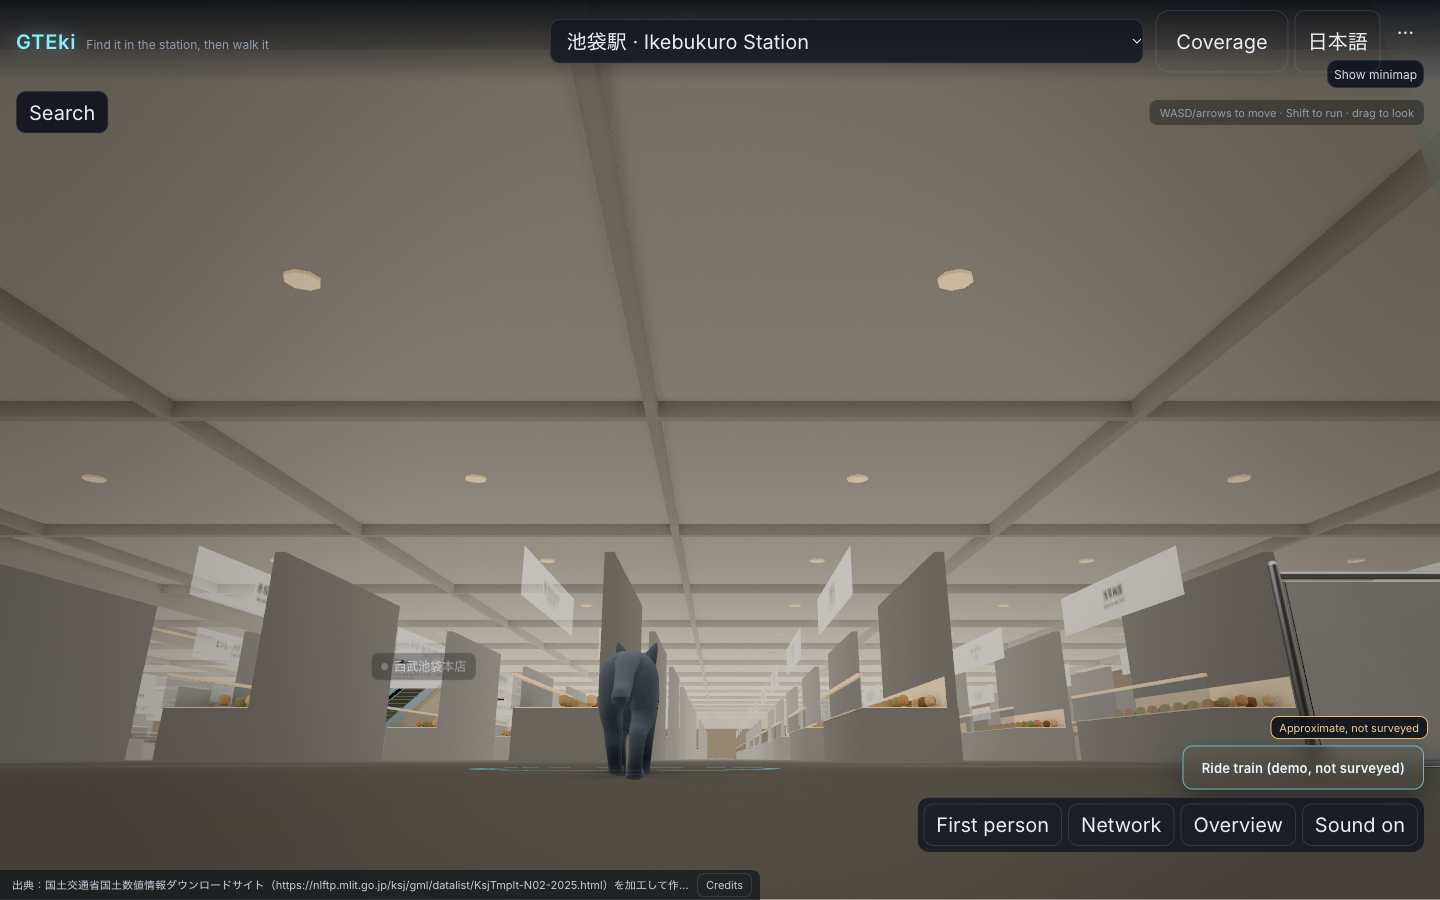 GTEki Find it in the station, then walk it
池袋駅 · Ikebukuro Station
Coverage
日本語
...
Show minimap
Search
WASD/arrows to move · Shift to run · drag to look
西武池袋本店
Approximate, not surveyed
Ride train (demo, not surveyed)
First person
Network
Overview
Sound on
出典：国土交通省国土数値情報ダウンロードサイト（https://nlftp.mlit.go.jp/ksj/gml/datalist/KsjTmplt-N02-2025.html）を加工して作...
Credits